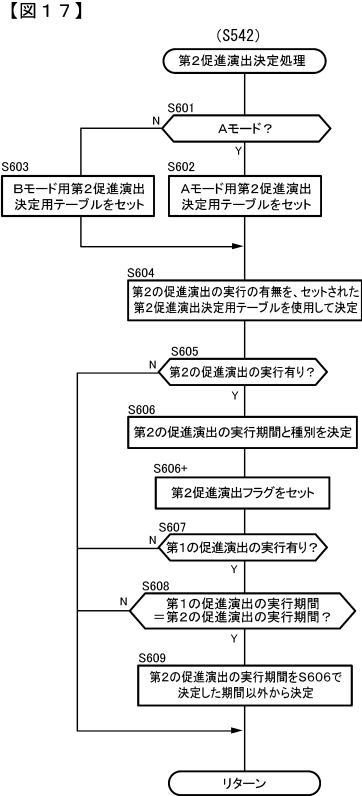 【図１７】
(S542)
第２促進演出決定処理
S601
Ａモード？
N
Y
S603
Ｂモード用第２促進演出
決定用テーブルをセット
S602
Ａモード用第２促進演出
決定用テーブルをセット
S604
第２の促進演出の実行の有無を、セットされた
第２促進演出決定用テーブルを使用して決定
S605
第２の促進演出の実行有り？
N
Y
S606
第２の促進演出の実行期間と種別を決定
S606+
第２促進演出フラグをセット
S607
第１の促進演出の実行有り？
N
Y
S608
第１の促進演出の実行期間
＝第２の促進演出の実行期間？
N
Y
S609
第２の促進演出の実行期間をＳ６０６で
決定した期間以外から決定
リターン